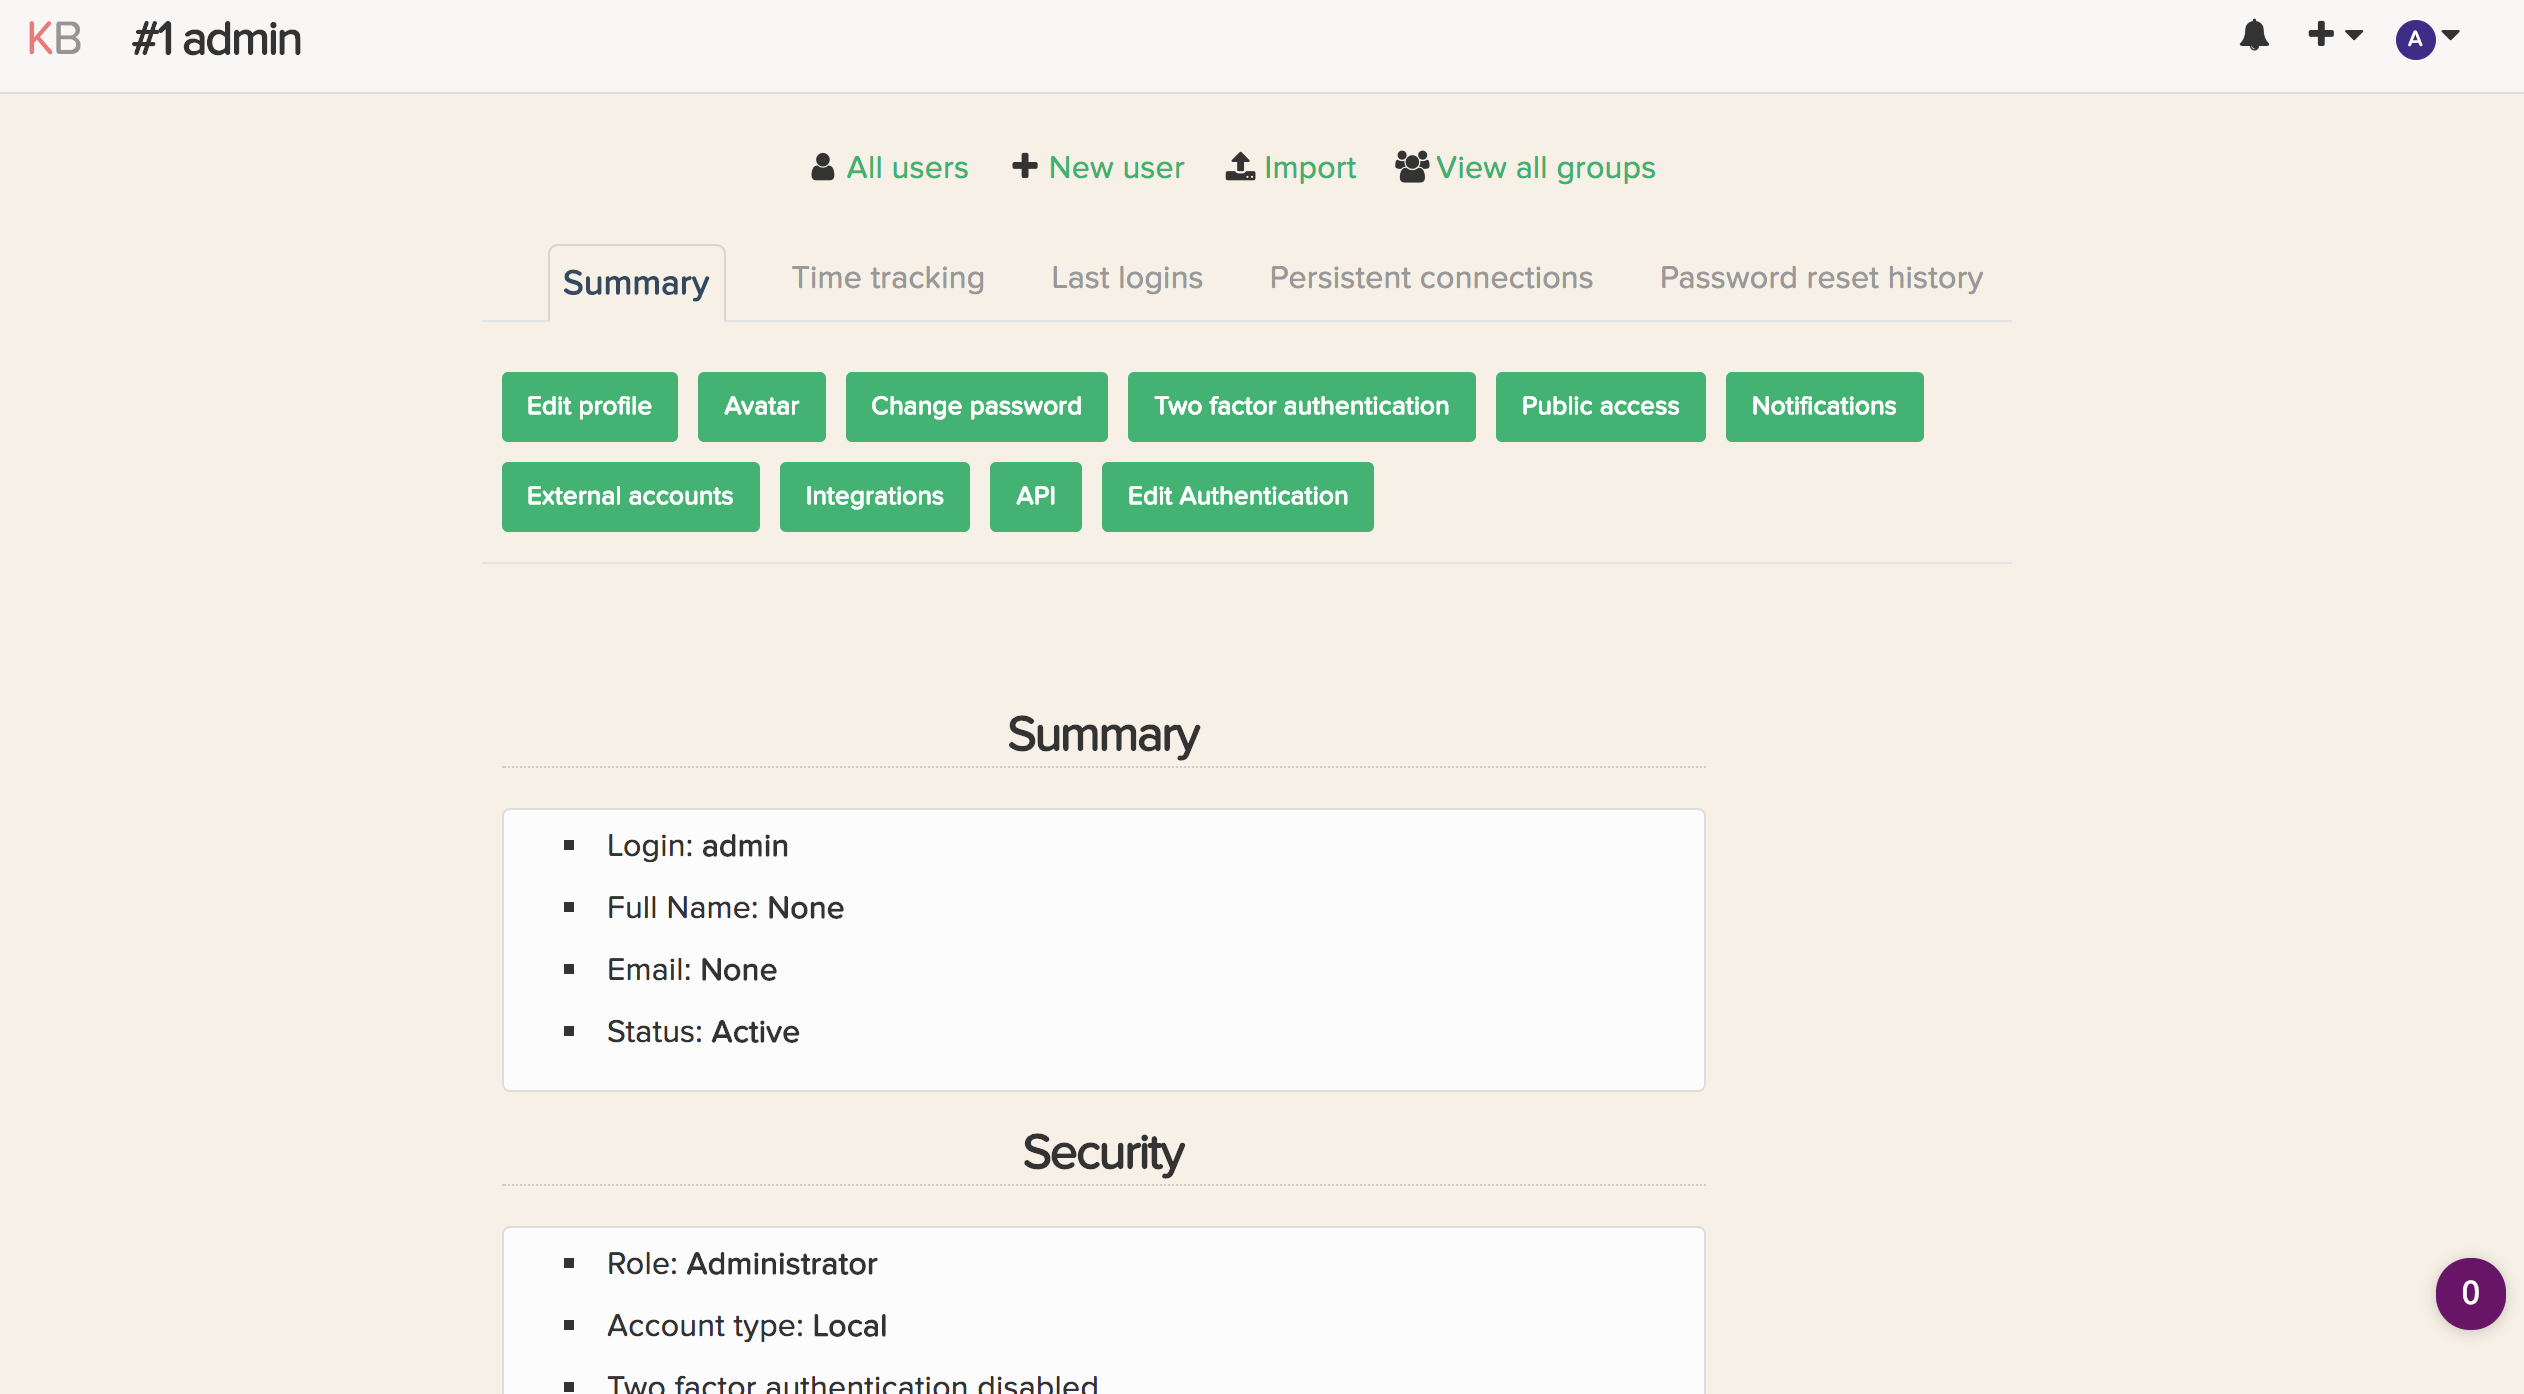 KB #1 admin A
All users New user Import View all groups
Summary Time tracking Last logins Persistent connections Password reset history
Edit profile Avatar Change password Two factor authentication Public access Notifications
External accounts Integrations API Edit Authentication
Summary
Login: admin
Full Name: None
Email: None
Status: Active
Security
Role: Administrator
0
Account type: Local
Two factor authentication disabled